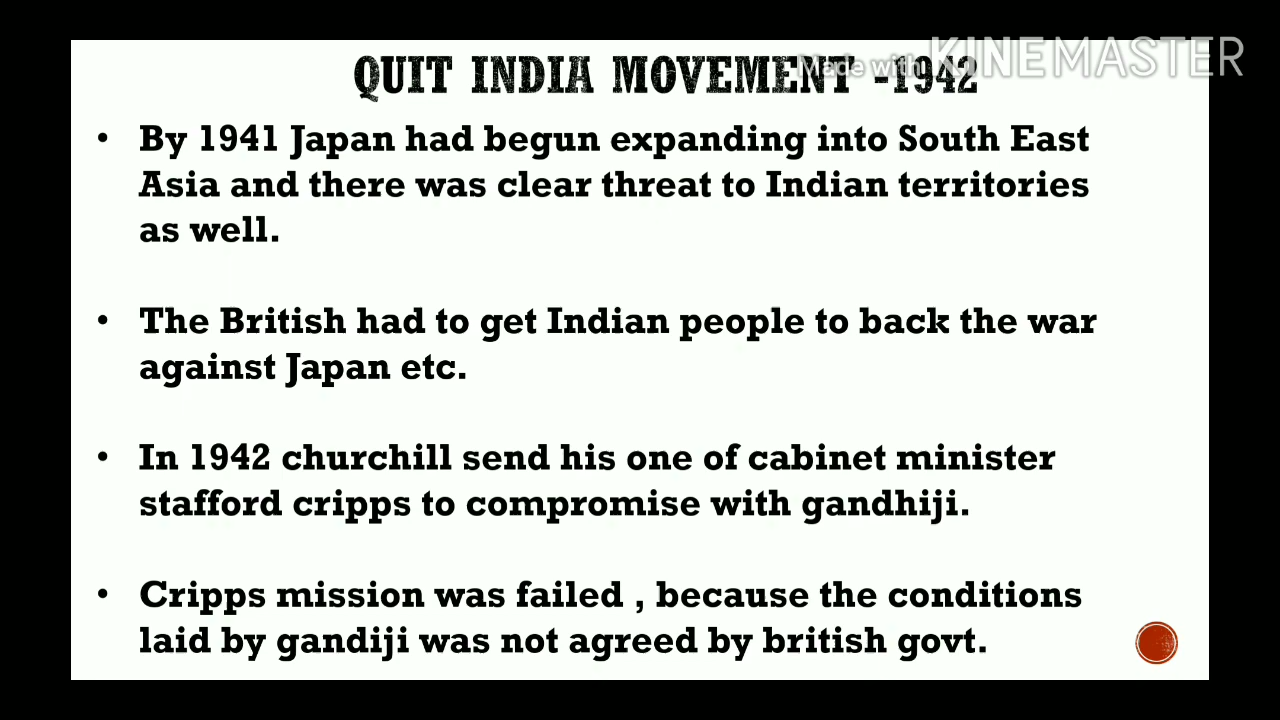 Made with KINEMASTER
QUIT INDIA MOVEMENT -1942
• By 1941 Japan had begun expanding into South East
Asia and there was clear threat to Indian territories
as well.
• The British had to get Indian people to back the war
against Japan etc.
• In 1942 churchill send his one of cabinet minister
stafford cripps to compromise with gandhiji.
• Cripps mission was failed , because the conditions
laid by gandiji was not agreed by british govt.